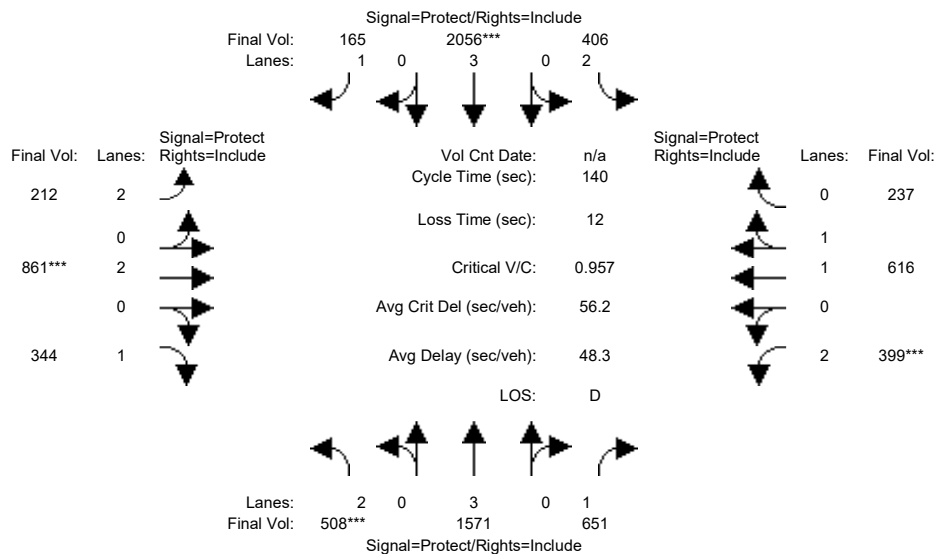 Signal=Protect/Rights=Include
Final Vol: 165 2056*** 406
Lanes: 1 0 3 0 2
Signal=Protect Signal=Protect
Final Vol: Lanes: Rights=Include Vol Cnt Date: n/a Rights=Include Lanes: Final Vol:
Cycle Time (sec): 140
212 2 0 237
Loss Time (sec): 12
0 1
861*** 2 Critical V/C: 0.957 1 616
0 Avg Crit Del (sec/veh): 56.2 0
344 1 Avg Delay (sec/veh): 48.3 2 399***
LOS: D
Lanes: 2 0 3 0 1
Final Vol: 508*** 1571 651
Signal=Protect/Rights=Include